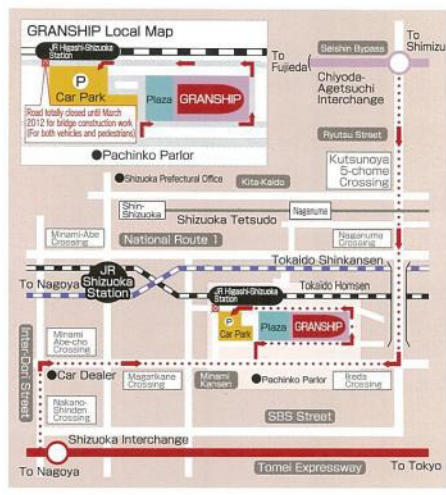 GRANSHIP Local Map
JR Higashi-Shizuoka
Station
P
Car Park
Plaza
GRANSHIP
Road totally closed until March
2012 for bridge construction work
(For both vehicles and pedestrians)
●Pachinko Parlor
To
Fujieda
Seishin Bypass
To
Shimizu
Chiyoda-
Agetsuchi
Interchange
Ryutsu Street
Kutsunoya
5-chome
Crossing
●Shizuoka Prefectural Office
Kita-Kaido
Shin-
Shizuoka
Shizuoka Tetsudo
Naganuma
Minami-Abe
Crossing
National Route 1
Naganuma
Crossing
Tokaido Shinkansen
To Nagoya
JR
Shizuoka
Station
JR Higashi-Shizuoka
Station
Tokaido Homsen
P
Car Park
Plaza
GRANSHIP
Inter-Dori Street
Minami
Abe-cho
Crossing
●Car Dealer
Magarikane
Crossing
Minami
Kansen
●Pachinko Parlor
Ikeda
Crossing
Nakano-
Shinden
Crossing
SBS Street
Shizuoka Interchange
To Nagoya
Tomei Expressway
To Tokyo